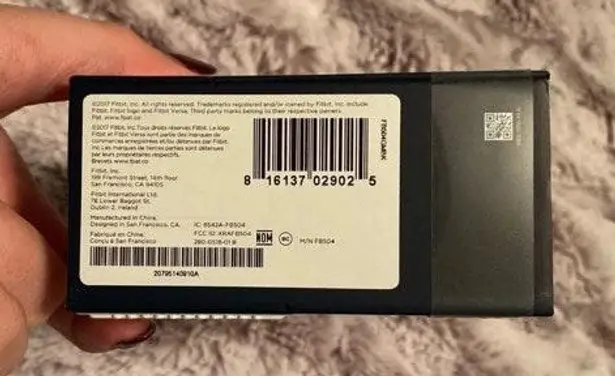 ©2017 Fitbit, Inc. All rights reserved. Trademarks registered and/or owned by Fitbit, Inc. include
Fitbit, Fitbit logo and Fitbit Versa. Third party marks belong to their respective owners.
Pat. www.fpat.co
©2017 Fitbit, Inc.Tous droits réservés Fitbit. Le logo
Fitbit et Fitbit Versa sont partie des marques de
commerces enregistrées et/ou détenues par Fitbit,
Inc Les marques de tierces parties sont détenues
par leurs propriétaires respectifs.
Brevets www.fpat.co
Fitbit, Inc.
199 Fremont Street, 14th floor
San Francisco, CA 94105
Fitbit International Ltd.
76 Lower Baggot St,
Dublin 2, Ireland
Manufactured in China.
Designed in San Francisco, CA.
Fabriqué en Chine.
Conçu à San Francisco
IC: 8542A-FB504
FCC ID: XRAFB504
280-0518-01 B
NOM
M/N FB504
8 16137 02902 5
20795140910A